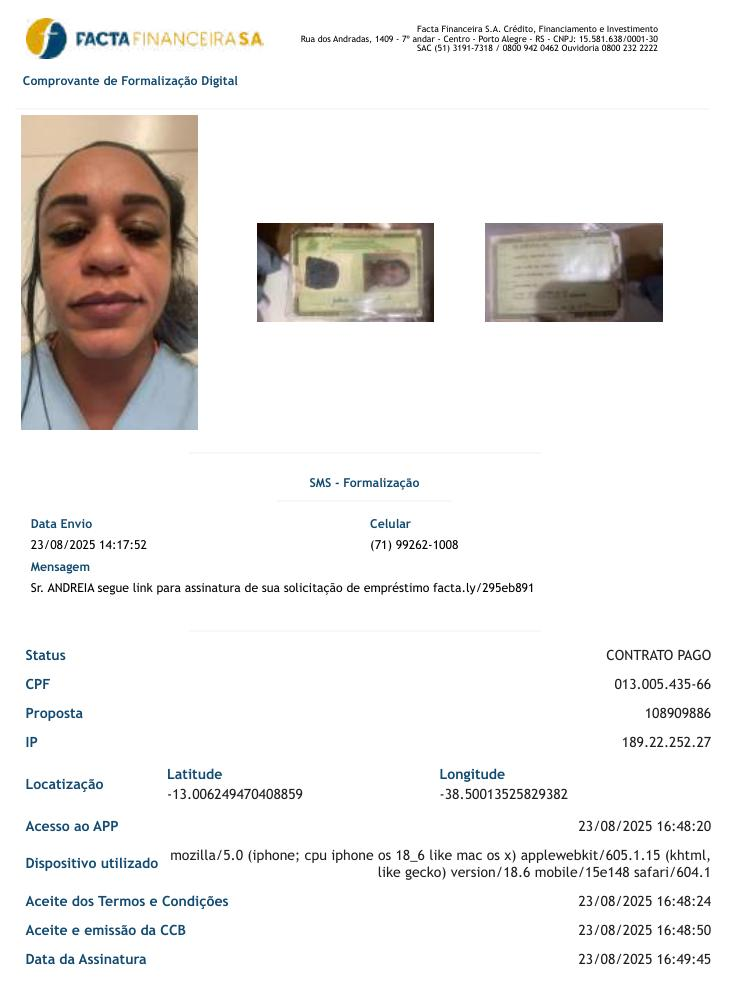 FACTA FINANCEIRA S.A.
Facta Financeira S.A. Crédito, Financiamento e Investimento
Rua dos Andradas, 1409 - 7º andar - Centro - Porto Alegre - RS - CNPJ: 15.581.638/0001-30
SAC (51) 3191-7318 / 0800 942 0462 Ouvidoria 0800 232 2222
Comprovante de Formalização Digital
SMS - Formalização
Data Envio Celular
23/08/2025 14:17:52 (71) 99262-1008
Mensagem
Sr. ANDREIA segue link para assinatura de sua solicitação de empréstimo facta.ly/295eb891
Status CONTRATO PAGO
CPF 013.005.435-66
Proposta 108909886
IP 189.22.252.27
Locatização
Latitude Longitude
-13.006249470408859 -38.50013525829382
Acesso ao APP 23/08/2025 16:48:20
Dispositivo utilizado mozilla/5.0 (iphone; cpu iphone os 18_6 like mac os x) applewebkit/605.1.15 (khtml,
like gecko) version/18.6 mobile/15e148 safari/604.1
Aceite dos Termos e Condições 23/08/2025 16:48:24
Aceite e emissão da CCB 23/08/2025 16:48:50
Data da Assinatura 23/08/2025 16:49:45